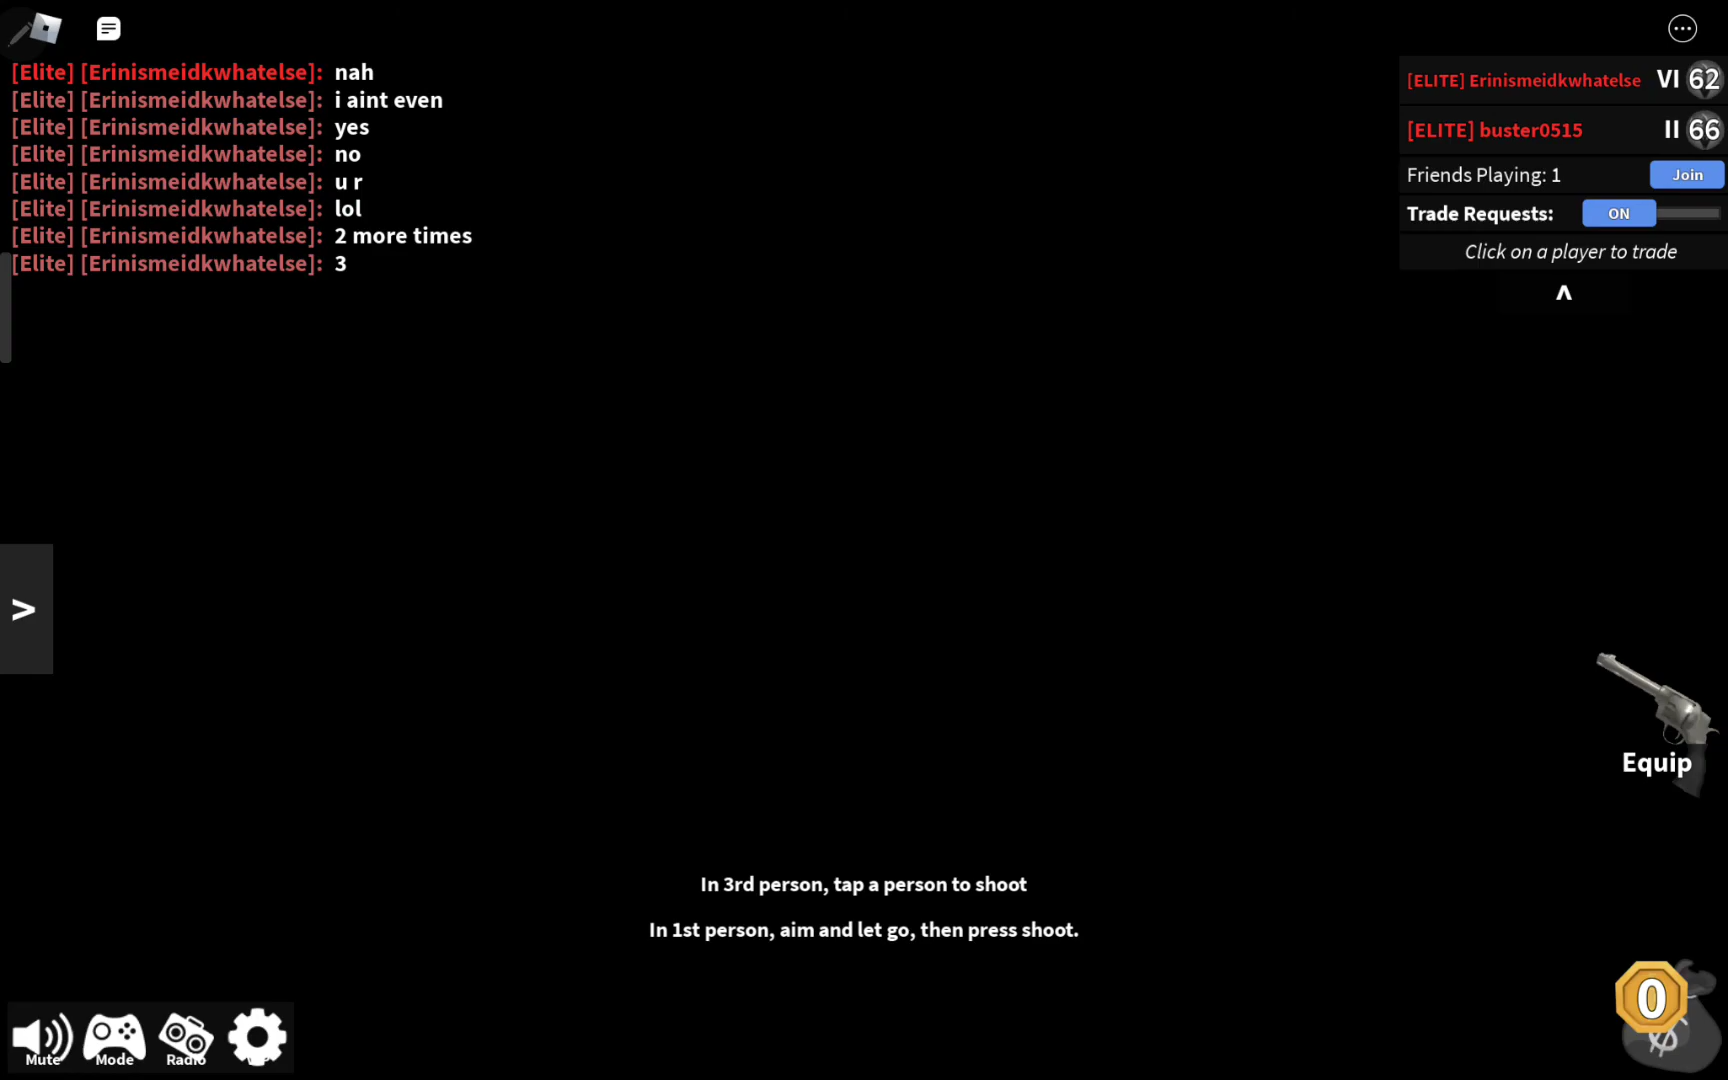 [Elite] [Erinismeidkwhatelse]: nah
[Elite] [Erinismeidkwhatelse]: i aint even
[Elite] [Erinismeidkwhatelse]: yes
[Elite] [Erinismeidkwhatelse]: no
[Elite] [Erinismeidkwhatelse]: u r
[Elite] [Erinismeidkwhatelse]: lol
[Elite] [Erinismeidkwhatelse]: 2 more times
[Elite] [Erinismeidkwhatelse]: 3
[ELITE] Erinismeidkwhatelse VI 62
[ELITE] buster0515 II 66
Friends Playing: 1 Join
Trade Requests: ON
Click on a player to trade
>
Equip
In 3rd person, tap a person to shoot
In 1st person, aim and let go, then press shoot.
0
$
Mute Mode Radio